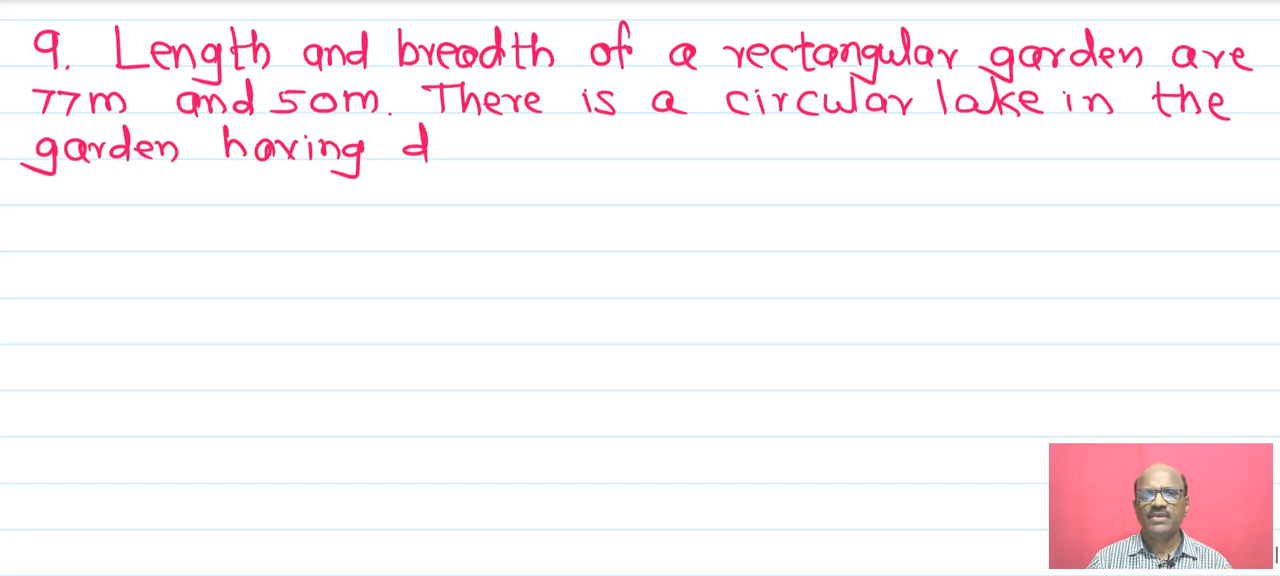 9. Length and breadth of a rectangular garden are
77m and 50m. There is a circular lake in the
garden having d